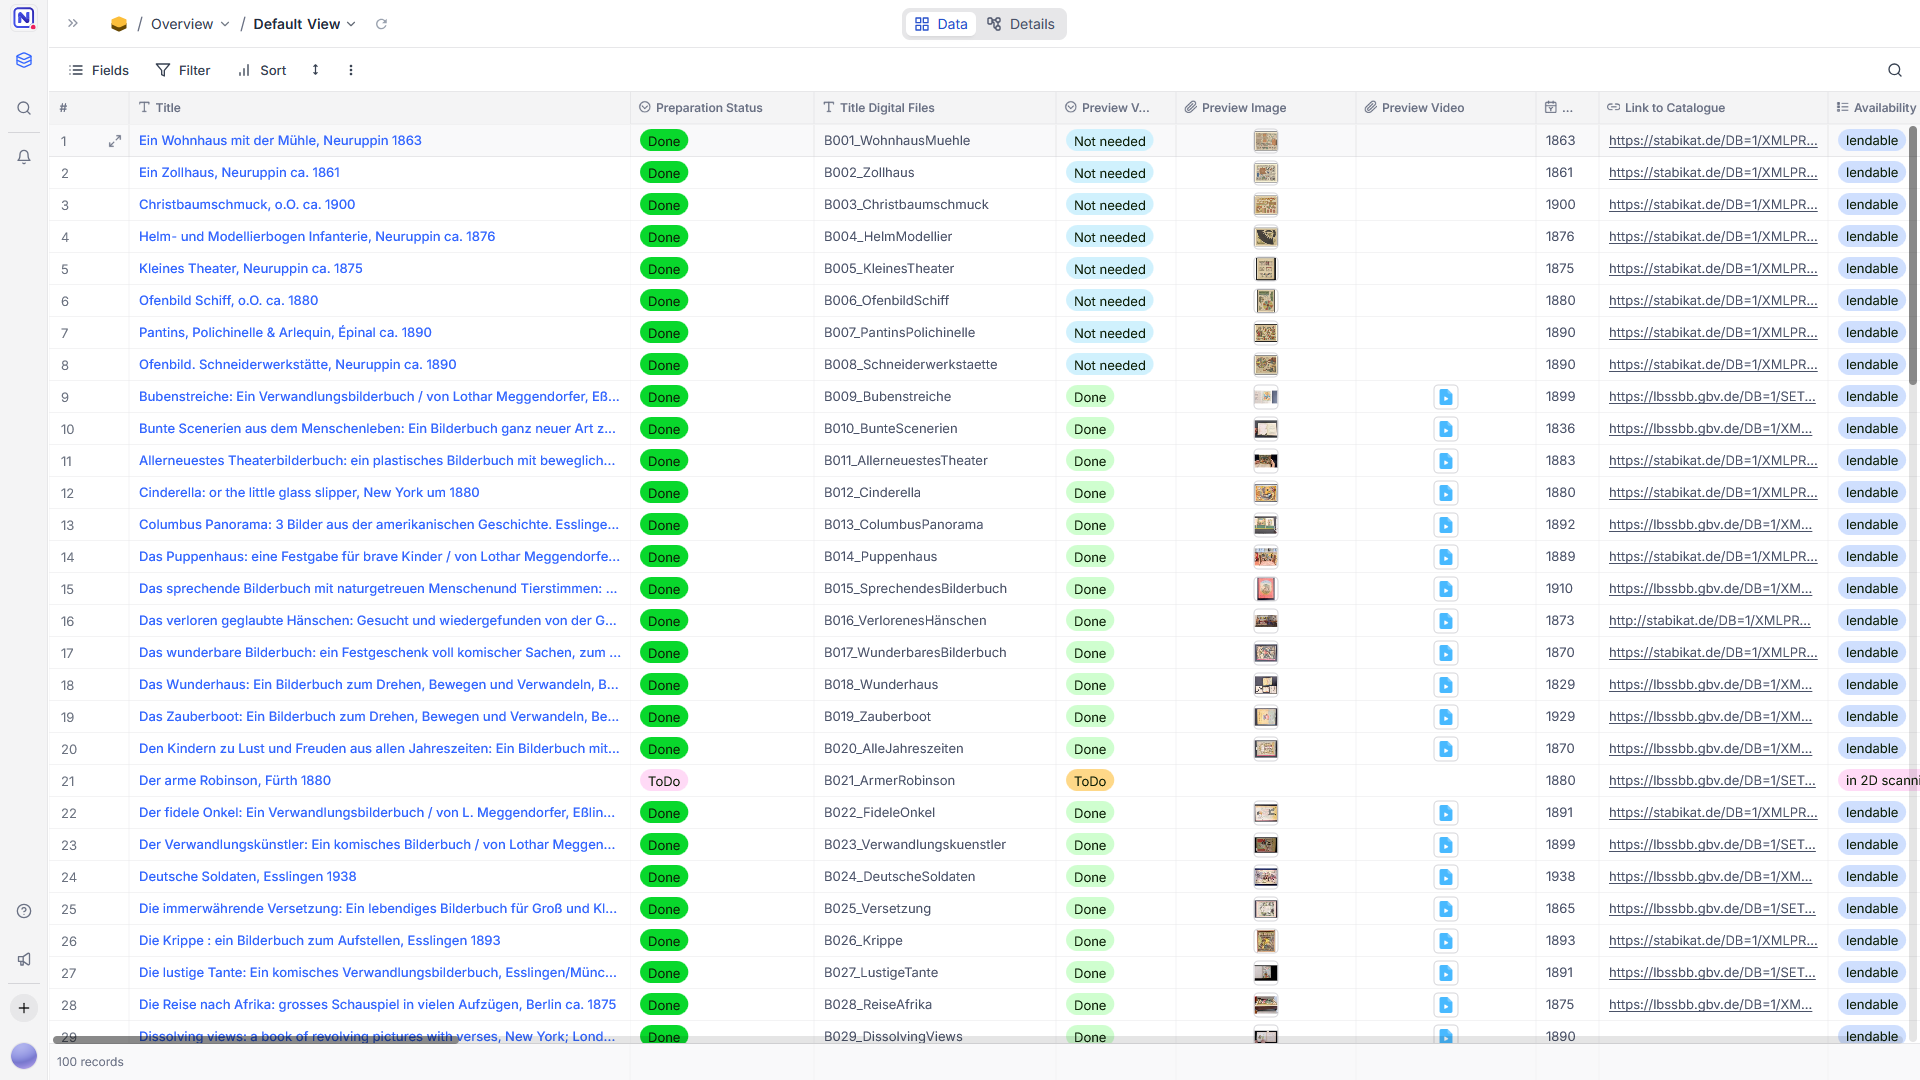 / Overview / Default View
Data Details
Fields Filter Sort
# Title Preparation Status Title Digital Files Preview V... Preview Image Preview Video ... Link to Catalogue Availability
1 Ein Wohnhaus mit der Mühle, Neuruppin 1863 Done B001_WohnhausMuehle Not needed 1863 https://stabikat.de/DB=1/XMLPR... lendable
2 Ein Zollhaus, Neuruppin ca. 1861 Done B002_Zollhaus Not needed 1861 https://stabikat.de/DB=1/XMLPR... lendable
3 Christbaumschmuck, o.O. ca. 1900 Done B003_Christbaumschmuck Not needed 1900 https://stabikat.de/DB=1/XMLPR... lendable
4 Helm- und Modellierbogen Infanterie, Neuruppin ca. 1876 Done B004_HelmModellier Not needed 1876 https://stabikat.de/DB=1/XMLPR... lendable
5 Kleines Theater, Neuruppin ca. 1875 Done B005_KleinesTheater Not needed 1875 https://stabikat.de/DB=1/XMLPR... lendable
6 Ofenbild Schiff, o.O. ca. 1880 Done B006_OfenbildSchiff Not needed 1880 https://stabikat.de/DB=1/XMLPR... lendable
7 Pantins, Polichinelle & Arlequin, Épinal ca. 1890 Done B007_PantinsPolichinelle Not needed 1890 https://stabikat.de/DB=1/XMLPR... lendable
8 Ofenbild. Schneiderwerkstätte, Neuruppin ca. 1890 Done B008_Schneiderwerkstaette Not needed 1890 https://stabikat.de/DB=1/XMLPR... lendable
9 Bubenstreiche: Ein Verwandlungsbilderbuch / von Lothar Meggendorfer, Eß... Done B009_Bubenstreiche Done 1899 https://lbssbb.gbv.de/DB=1/SET... lendable
10 Bunte Scenerien aus dem Menschenleben: Ein Bilderbuch ganz neuer Art z... Done B010_BunteScenerien Done 1836 https://lbssbb.gbv.de/DB=1/XM... lendable
11 Allerneuestes Theaterbilderbuch: ein plastisches Bilderbuch mit beweglich... Done B011_AllerneuestesTheater Done 1883 https://stabikat.de/DB=1/XMLPR... lendable
12 Cinderella: or the little glass slipper, New York um 1880 Done B012_Cinderella Done 1880 https://stabikat.de/DB=1/XMLPR... lendable
13 Columbus Panorama: 3 Bilder aus der amerikanischen Geschichte. Esslinge... Done B013_ColumbusPanorama Done 1892 https://lbssbb.gbv.de/DB=1/XM... lendable
14 Das Puppenhaus: eine Festgabe für brave Kinder / von Lothar Meggendorfe... Done B014_Puppenhaus Done 1889 https://stabikat.de/DB=1/XMLPR... lendable
15 Das sprechende Bilderbuch mit naturgetreuen Menschenund Tierstimmen: ... Done B015_SprechendesBilderbuch Done 1910 https://lbssbb.gbv.de/DB=1/XM... lendable
16 Das verloren geglaubte Hänschen: Gesucht und wiedergefunden von der G... Done B016_VerlorenesHänschen Done 1873 http://stabikat.de/DB=1/XMLPR... lendable
17 Das wunderbare Bilderbuch: ein Festgeschenk voll komischer Sachen, zum ... Done B017_WunderbaresBilderbuch Done 1870 https://stabikat.de/DB=1/XMLPR... lendable
18 Das Wunderhaus: Ein Bilderbuch zum Drehen, Bewegen und Verwandeln, B... Done B018_Wunderhaus Done 1829 https://lbssbb.gbv.de/DB=1/XM... lendable
19 Das Zauberboot: Ein Bilderbuch zum Drehen, Bewegen und Verwandeln, Be... Done B019_Zauberboot Done 1929 https://lbssbb.gbv.de/DB=1/XM... lendable
20 Den Kindern zu Lust und Freuden aus allen Jahreszeiten: Ein Bilderbuch mit... Done B020_AlleJahreszeiten Done 1870 https://lbssbb.gbv.de/DB=1/XM... lendable
21 Der arme Robinson, Fürth 1880 ToDo B021_ArmerRobinson ToDo 1880 https://lbssbb.gbv.de/DB=1/SET... in 2D scanni
22 Der fidele Onkel: Ein Verwandlungsbilderbuch / von L. Meggendorfer, Eßlin... Done B022_FideleOnkel Done 1891 https://stabikat.de/DB=1/XMLPR... lendable
23 Der Verwandlungskünstler: Ein komisches Bilderbuch / von Lothar Meggen... Done B023_Verwandlungskuenstler Done 1899 https://lbssbb.gbv.de/DB=1/SET... lendable
24 Deutsche Soldaten, Esslingen 1938 Done B024_DeutscheSoldaten Done 1938 https://lbssbb.gbv.de/DB=1/XM... lendable
25 Die immerwährende Versetzung: Ein lebendiges Bilderbuch für Groß und Kl... Done B025_Versetzung Done 1865 https://lbssbb.gbv.de/DB=1/SET... lendable
26 Die Krippe : ein Bilderbuch zum Aufstellen, Esslingen 1893 Done B026_Krippe Done 1893 https://stabikat.de/DB=1/XMLPR... lendable
27 Die lustige Tante: Ein komisches Verwandlungsbilderbuch, Esslingen/Münc... Done B027_LustigeTante Done 1891 https://lbssbb.gbv.de/DB=1/SET... lendable
28 Die Reise nach Afrika: grosses Schauspiel in vielen Aufzügen, Berlin ca. 1875 Done B028_ReiseAfrika Done 1875 https://lbssbb.gbv.de/DB=1/XM... lendable
29 Dissolving views: a book of revolving pictures with verses, New York; Lond... Done B029_DissolvingViews Done 1890 lendable
100 records